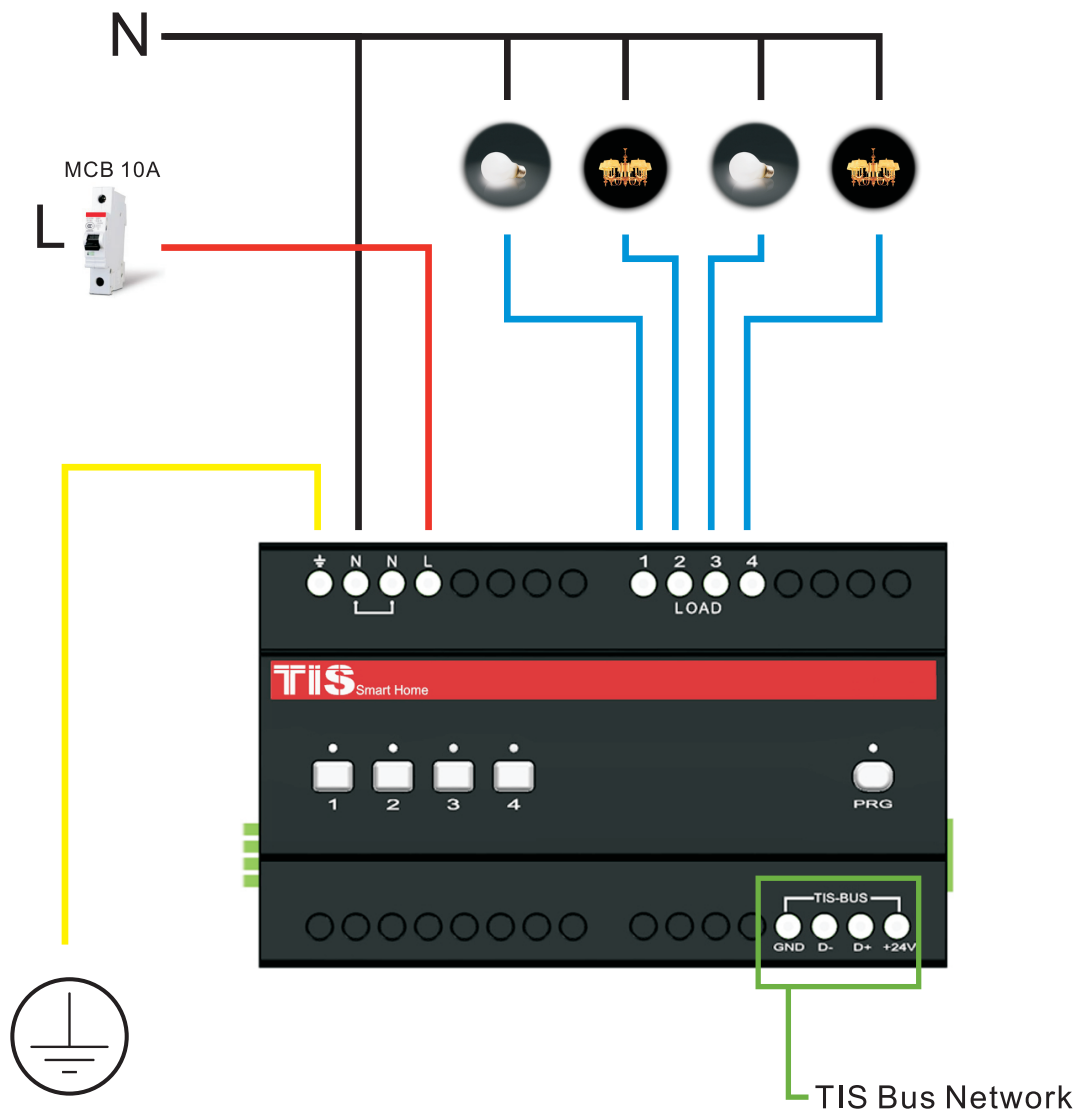 N
MCB 10A
L
N N L
1 2 3 4
LOAD
TiS Smart Home
1 2 3 4
PRG
TIS-BUS
GND D- D+ +24V
TIS Bus Network